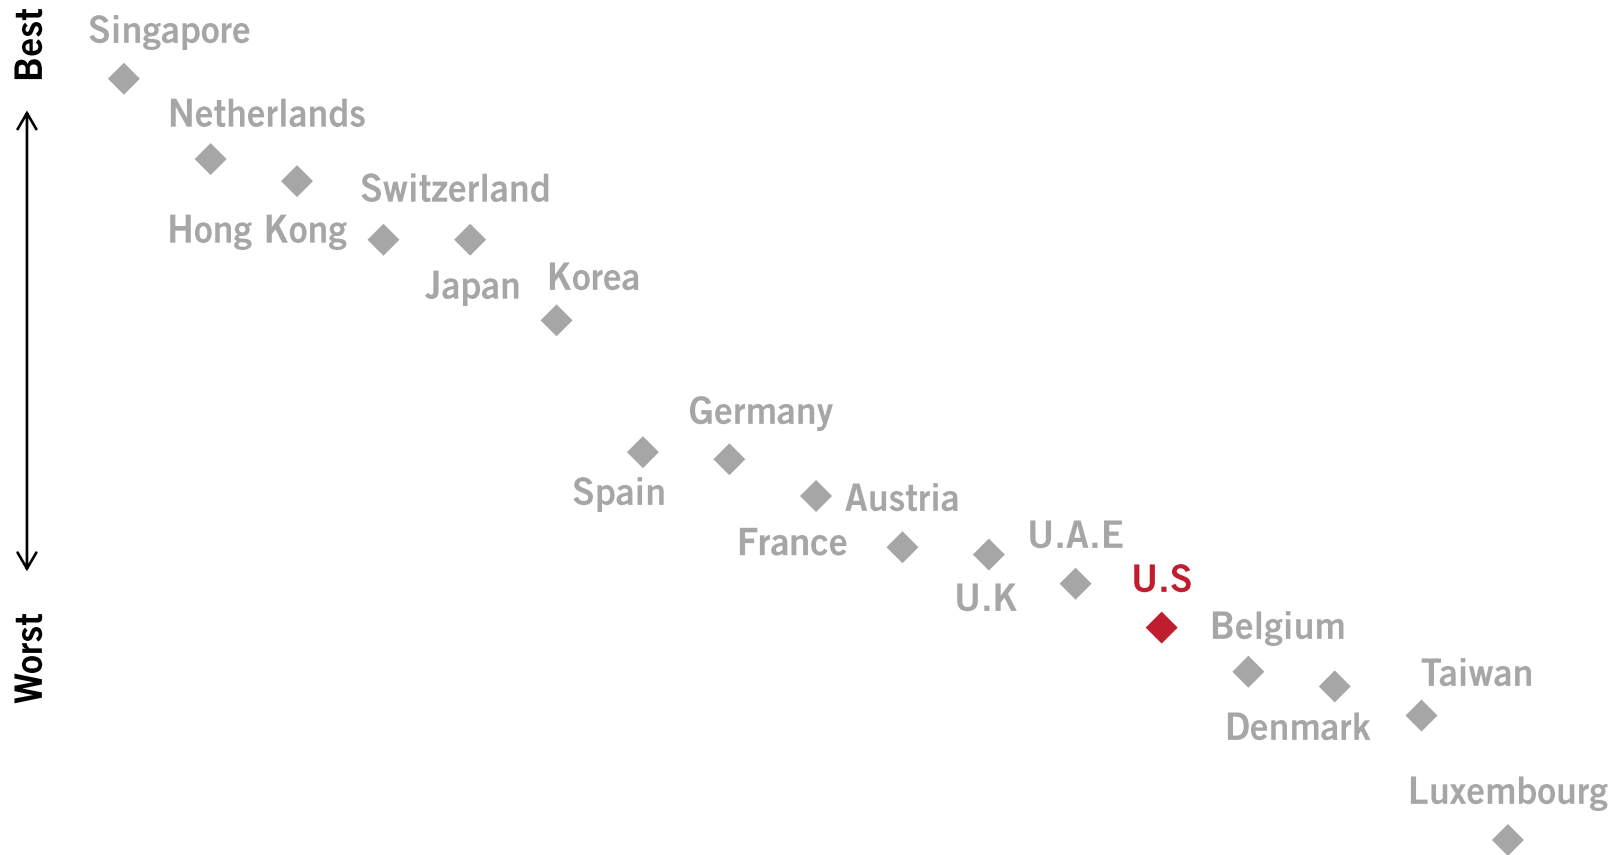 Best
Worst
Singapore
Netherlands
Hong Kong
Switzerland
Japan
Korea
Spain
Germany
France
Austria
U.K
U.A.E
U.S
Belgium
Denmark
Taiwan
Luxembourg